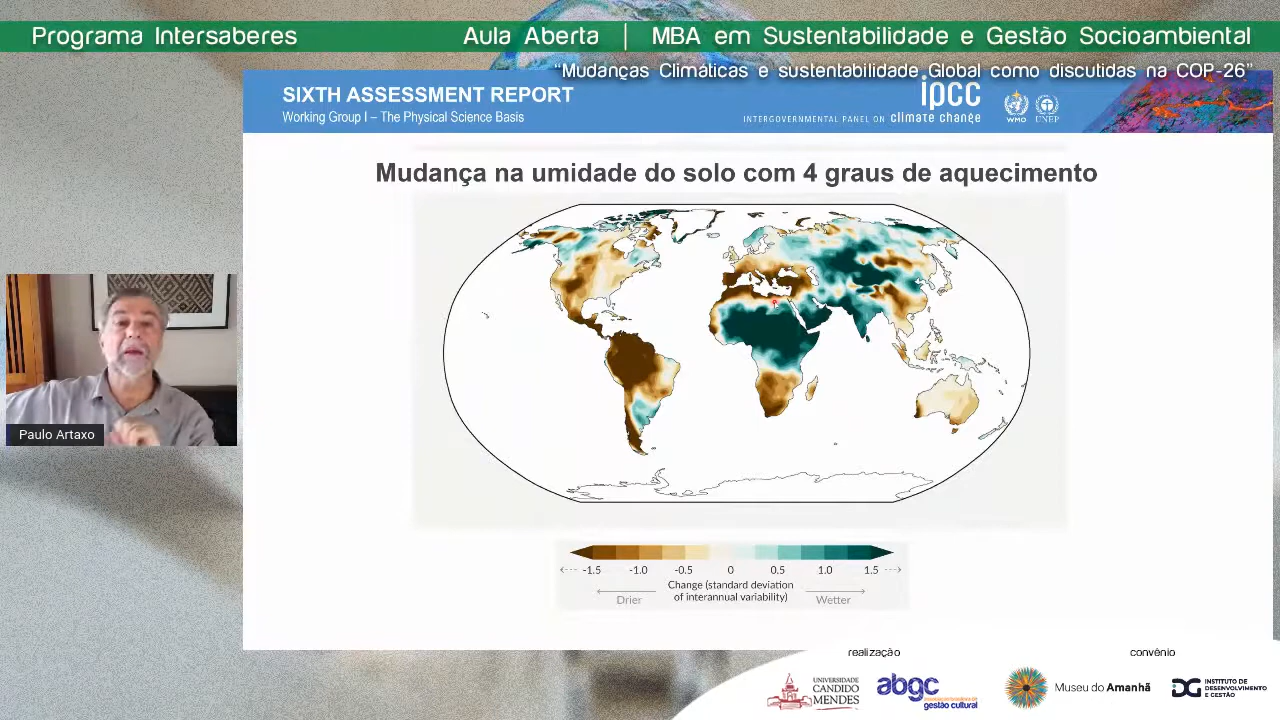 Programa Intersaberes
Aula Aberta | MBA em Sustentabilidade e Gestão Socioambiental
“Mudanças Climáticas e sustentabilidade Global como discutidas na COP-26”
SIXTH ASSESSMENT REPORT
Working Group I – The Physical Science Basis
ipcc
INTERGOVERNMENTAL PANEL ON climate change
WMO
UNEP
Mudança na umidade do solo com 4 graus de aquecimento
Paulo Artaxo
-1.5 -1.0 -0.5 0 0.5 1.0 1.5
Change (standard deviation
of interannual variability)
Drier
Wetter
realização
convênio
UNIVERSIDADE
CANDIDO
MENDES
abgc
gestão cultural
Museu do Amanhã
IDG
INSTITUTO DE
DESENVOLVIMENTO
E GESTÃO